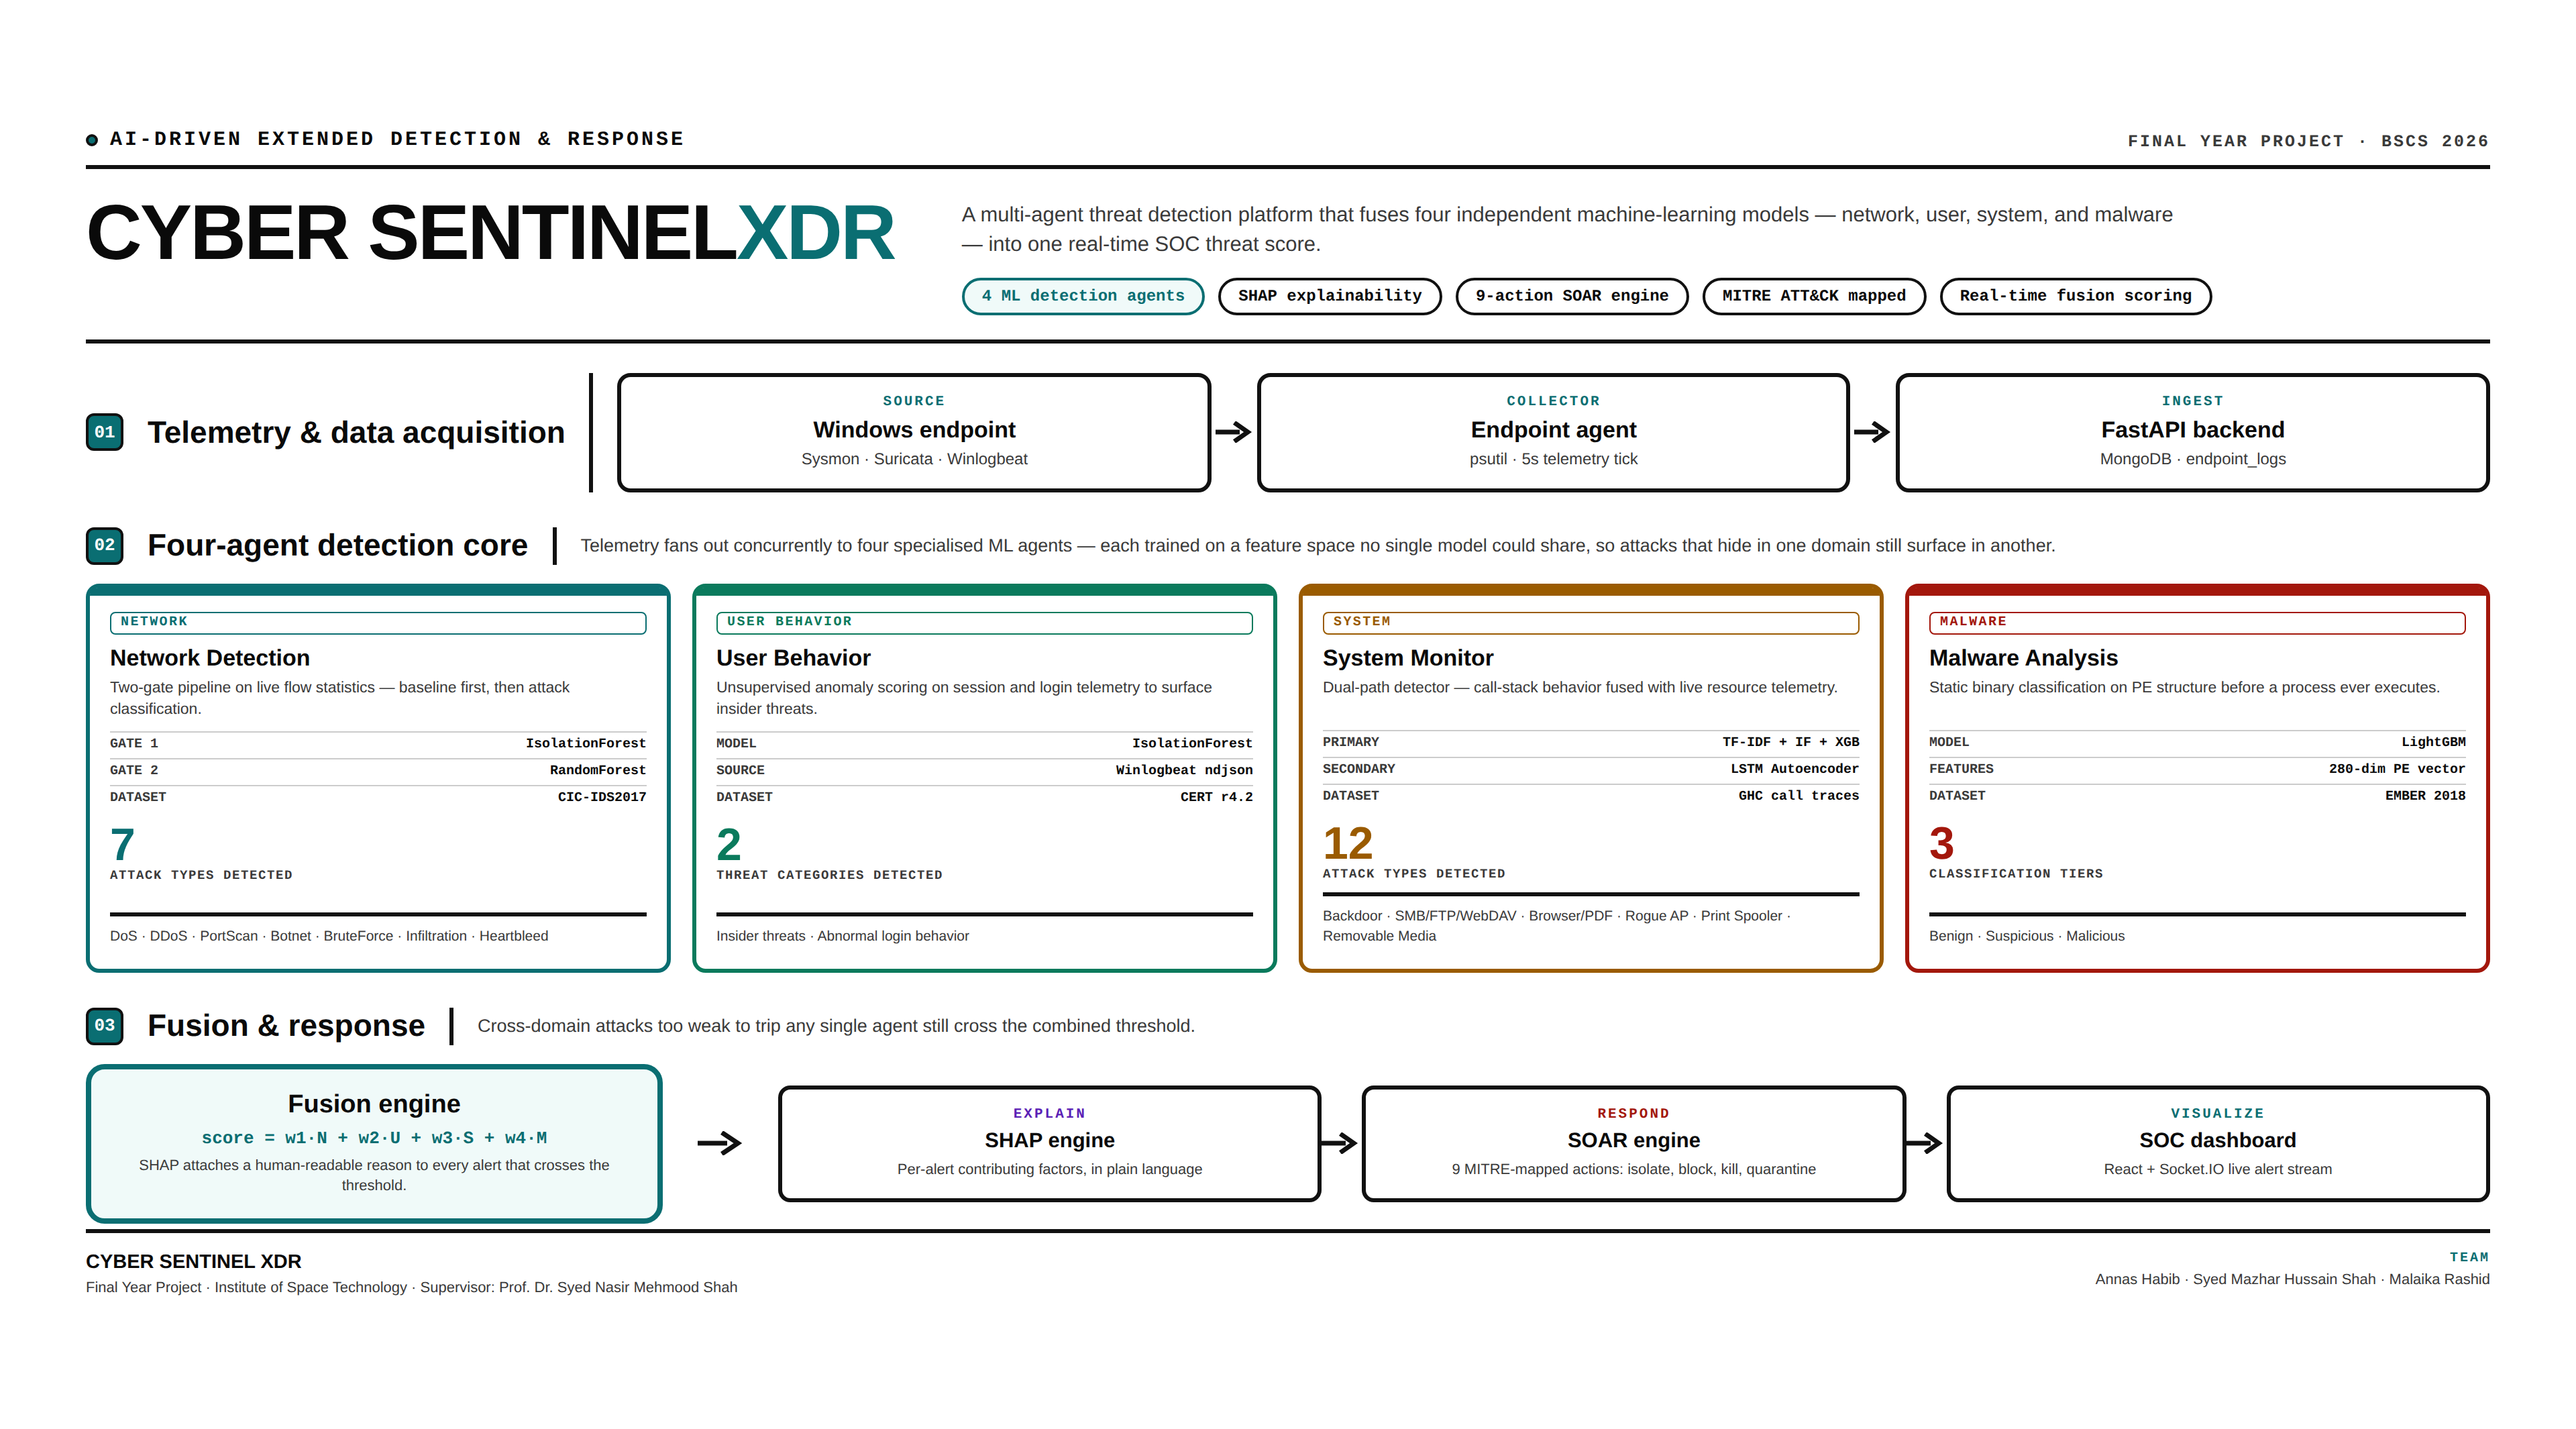 AI-DRIVEN EXTENDED DETECTION & RESPONSE
FINAL YEAR PROJECT · BSCS 2026
CYBER SENTINELXDR
A multi-agent threat detection platform that fuses four independent machine-learning models — network, user, system, and malware
— into one real-time SOC threat score.
4 ML detection agents
SHAP explainability
9-action SOAR engine
MITRE ATT&CK mapped
Real-time fusion scoring
01
Telemetry & data acquisition
SOURCE
Windows endpoint
Sysmon · Suricata · Winlogbeat
COLLECTOR
Endpoint agent
psutil · 5s telemetry tick
INGEST
FastAPI backend
MongoDB · endpoint_logs
02
Four-agent detection core
Telemetry fans out concurrently to four specialised ML agents — each trained on a feature space no single model could share, so attacks that hide in one domain still surface in another.
NETWORK
Network Detection
Two-gate pipeline on live flow statistics — baseline first, then attack
classification.
GATE 1 IsolationForest
GATE 2 RandomForest
DATASET CIC-IDS2017
7
ATTACK TYPES DETECTED
DoS · DDoS · PortScan · Botnet · BruteForce · Infiltration · Heartbleed
USER BEHAVIOR
User Behavior
Unsupervised anomaly scoring on session and login telemetry to surface
insider threats.
MODEL IsolationForest
SOURCE Winlogbeat ndjson
DATASET CERT r4.2
2
THREAT CATEGORIES DETECTED
Insider threats · Abnormal login behavior
SYSTEM
System Monitor
Dual-path detector — call-stack behavior fused with live resource telemetry.
PRIMARY TF-IDF + IF + XGB
SECONDARY LSTM Autoencoder
DATASET GHC call traces
12
ATTACK TYPES DETECTED
Backdoor · SMB/FTP/WebDAV · Browser/PDF · Rogue AP · Print Spooler ·
Removable Media
MALWARE
Malware Analysis
Static binary classification on PE structure before a process ever executes.
MODEL LightGBM
FEATURES 280-dim PE vector
DATASET EMBER 2018
3
CLASSIFICATION TIERS
Benign · Suspicious · Malicious
03
Fusion & response
Cross-domain attacks too weak to trip any single agent still cross the combined threshold.
Fusion engine
score = w1·N + w2·U + w3·S + w4·M
SHAP attaches a human-readable reason to every alert that crosses the
threshold.
EXPLAIN
SHAP engine
Per-alert contributing factors, in plain language
RESPOND
SOAR engine
9 MITRE-mapped actions: isolate, block, kill, quarantine
VISUALIZE
SOC dashboard
React + Socket.IO live alert stream
CYBER SENTINEL XDR
Final Year Project · Institute of Space Technology · Supervisor: Prof. Dr. Syed Nasir Mehmood Shah
TEAM
Annas Habib · Syed Mazhar Hussain Shah · Malaika Rashid